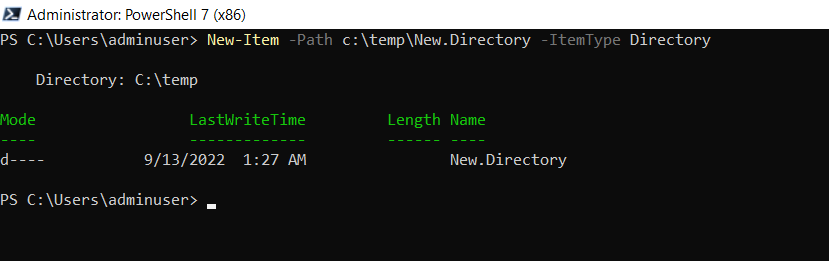 Administrator: PowerShell 7 (x86)
PS C:\Users\adminuser> New-Item -Path c:\temp\New.Directory -ItemType Directory
Directory: C:\temp
Mode LastWriteTime Length Name
---- ------------- ------ ----
d---- 9/13/2022 1:27 AM New.Directory
PS C:\Users\adminuser>